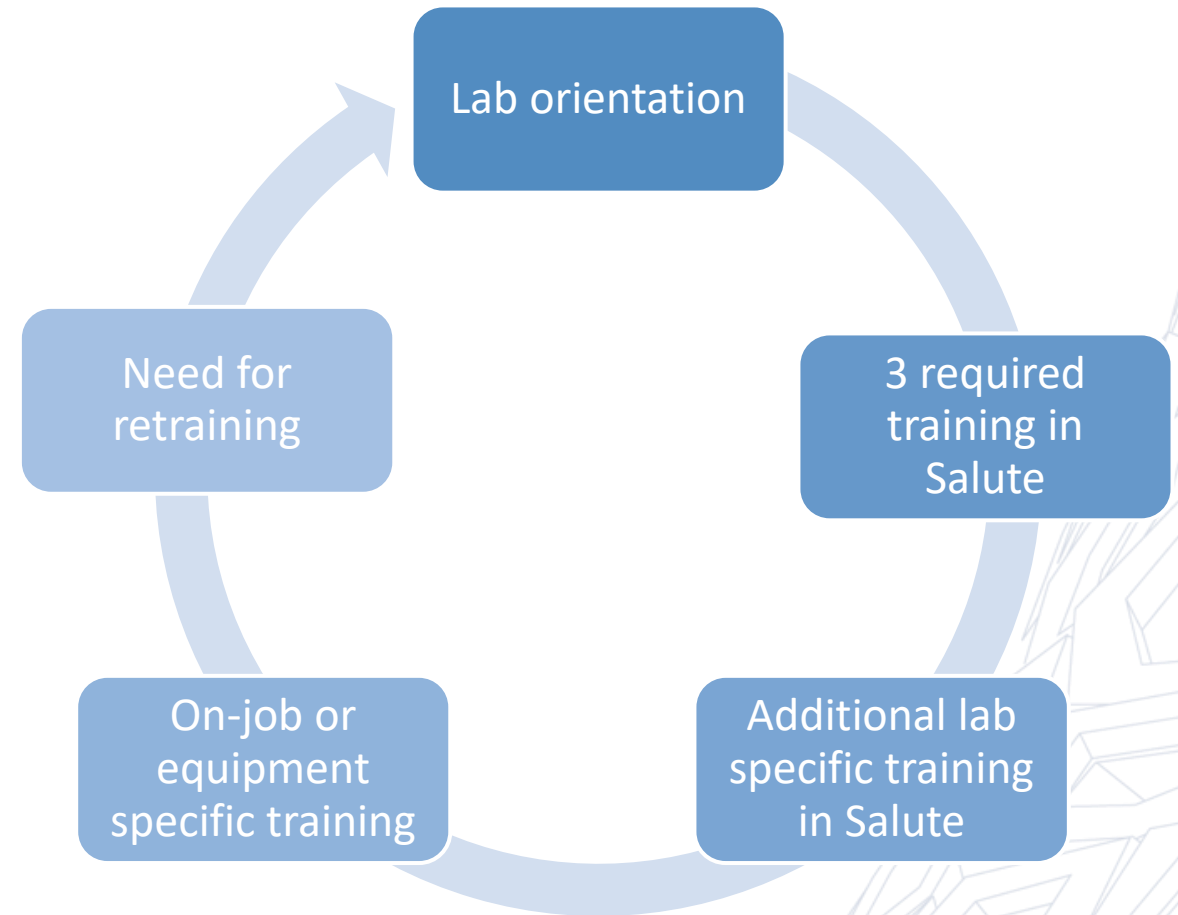 Lab orientation
3 required
training in
Salute
Additional lab
specific training
in Salute
On-job or
equipment
specific training
Need for
retraining